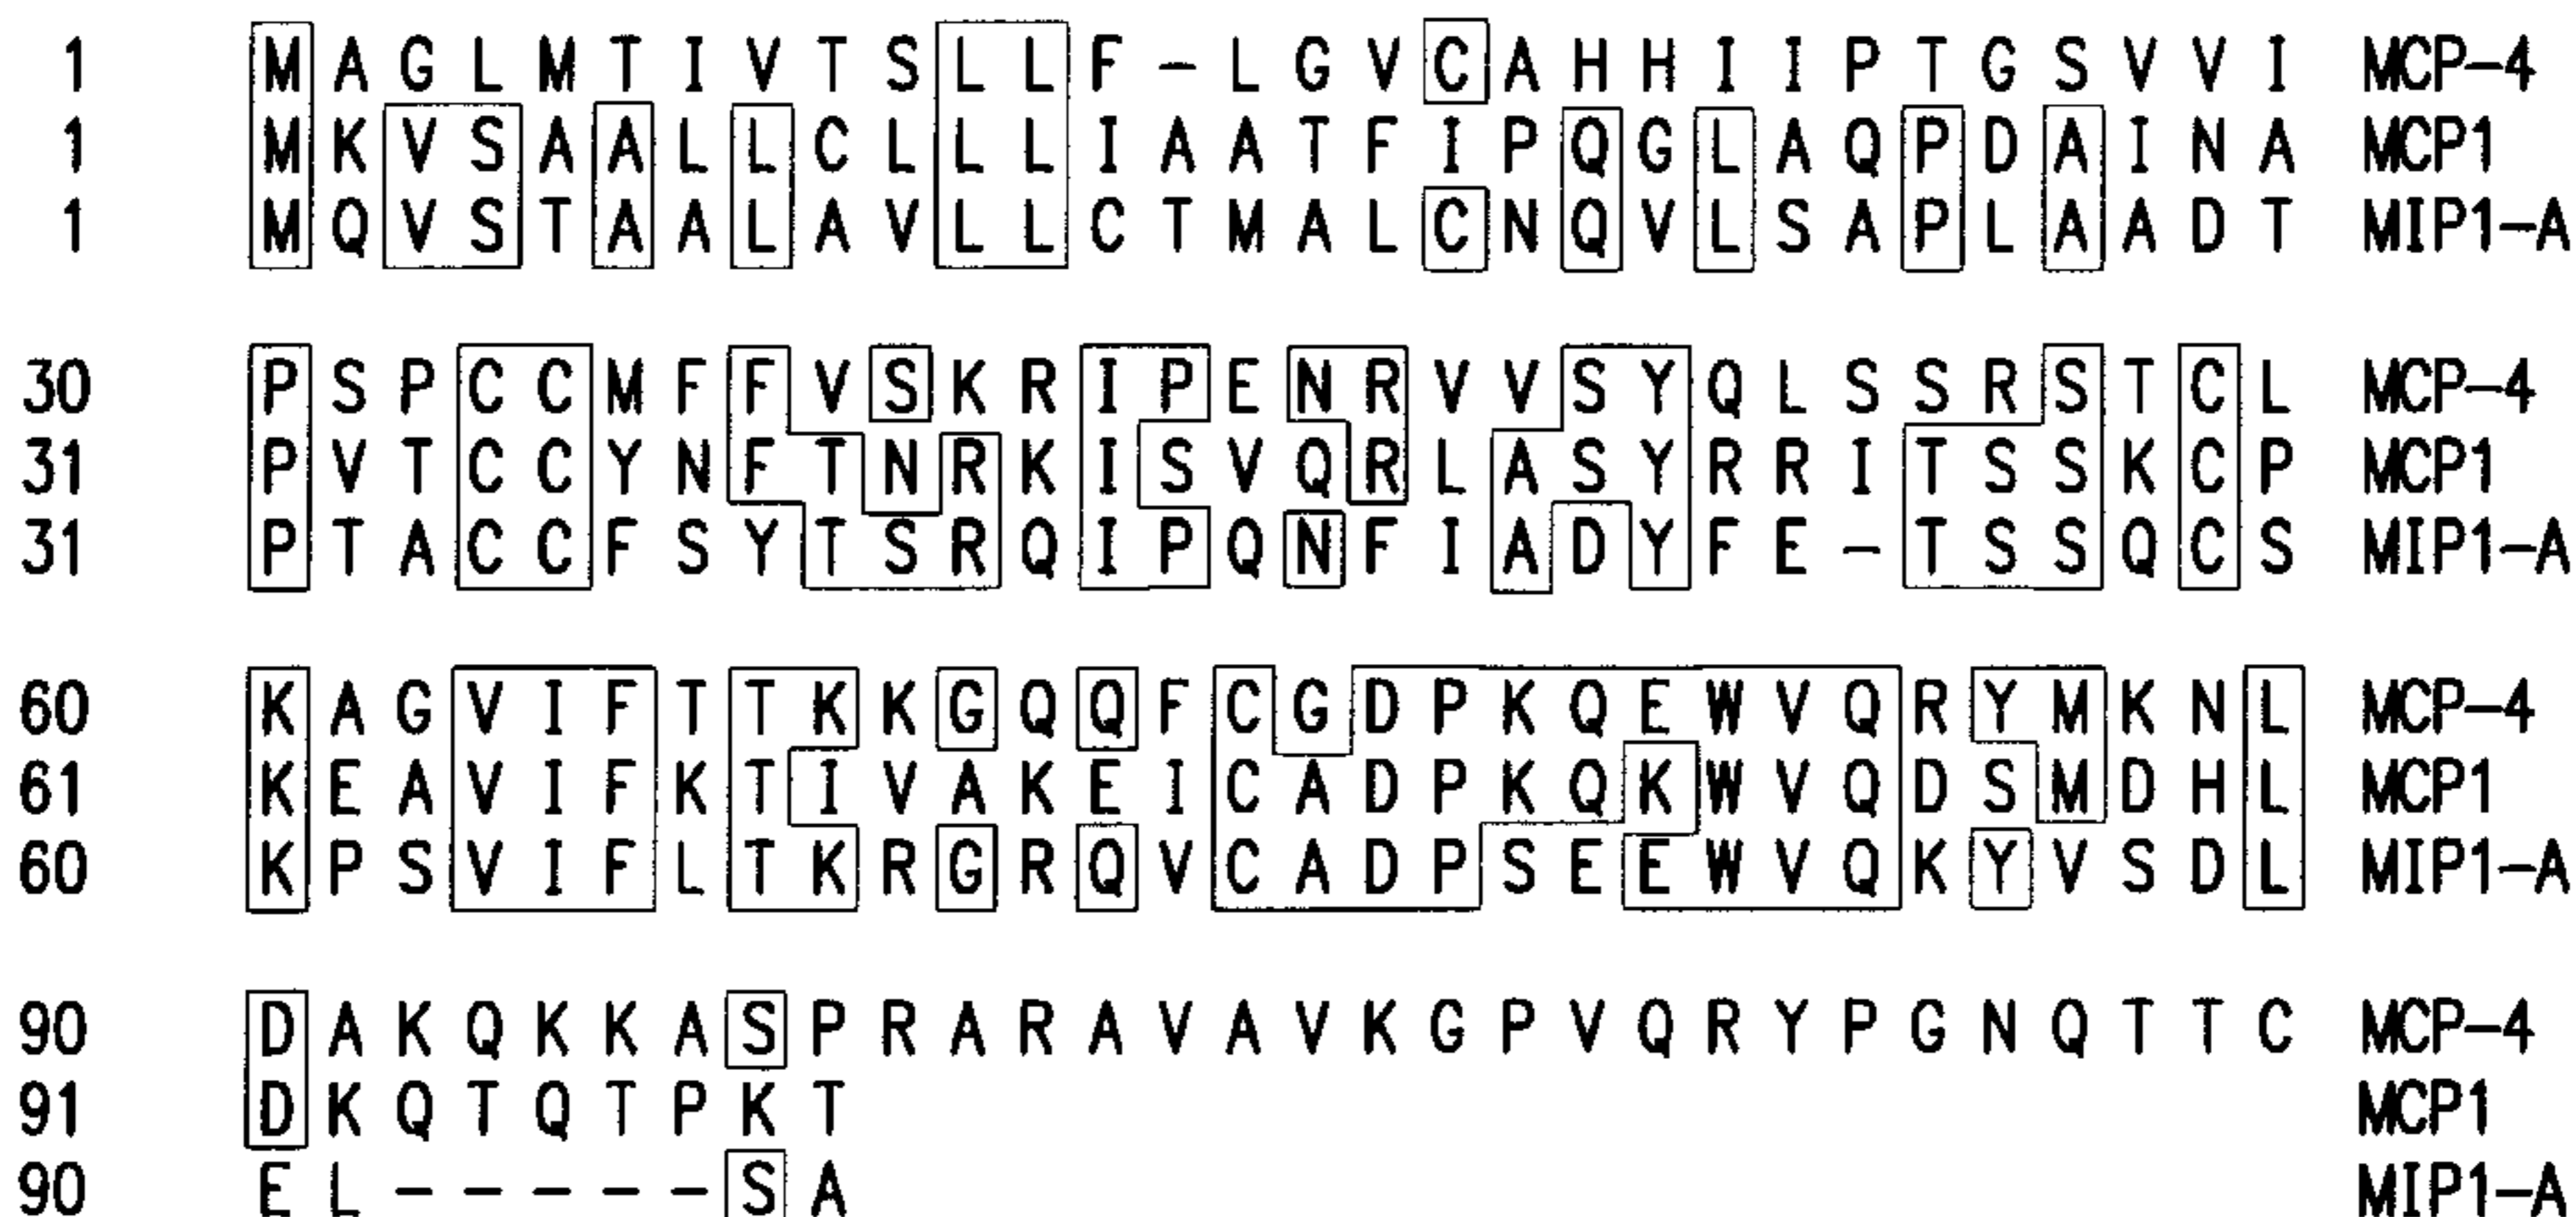 1 M A G L M T I V T S L L F - L G V C A H H I I P T G S V V I MCP-4
1 M K V S A A L L C L L L I A A T F I P Q G L A Q P D A I N A MCP1
1 M Q V S T A A L A V L L C T M A L C N Q V L S A P L A A D T MIP1-A
30 P S P C C M F F V S K R I P E N R V V S Y Q L S S R S T C L MCP-4
31 P V T C C Y N F T N R K I S V Q R L A S Y R R I T S S K C P MCP1
31 P T A C C F S Y T S R Q I P Q N F I A D Y F E - T S S Q C S MIP1-A
60 K A G V I F T T K K G Q Q F C G D P K Q E W V Q R Y M K N L MCP-4
61 K E A V I F K T I V A K E I C A D P K Q K W V Q D S M D H L MCP1
60 K P S V I F L T K R G R Q V C A D P S E E W V Q K Y V S D L MIP1-A
90 D A K Q K K A S P R A R A V A V K G P V Q R Y P G N Q T T C MCP-4
91 D K Q T Q T P K T MCP1
90 E L - - - - - S A MIP1-A